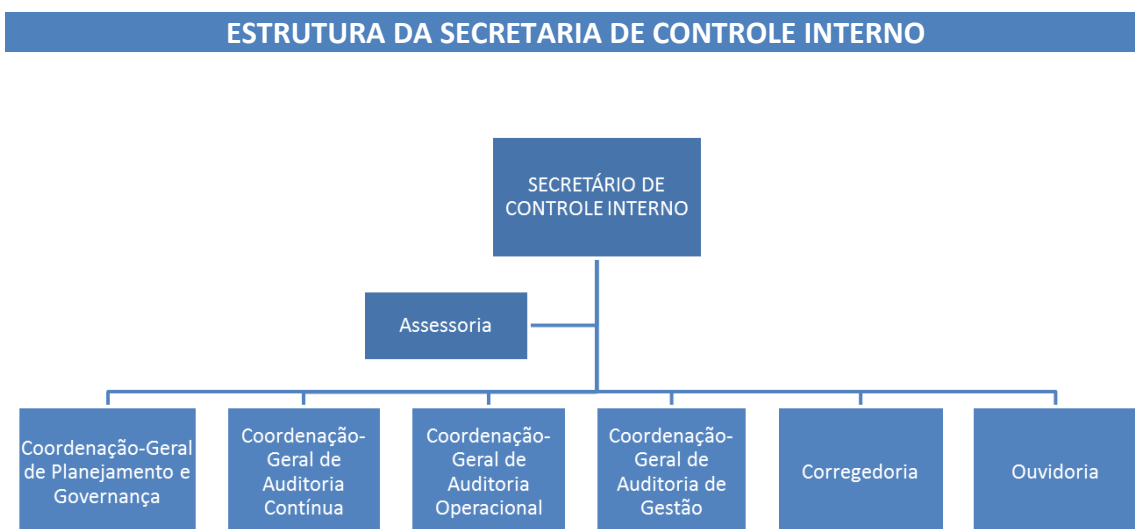 ESTRUTURA DA SECRETARIA DE CONTROLE INTERNO
SECRETÁRIO DE
CONTROLE INTERNO
Assessoria
Coordenação-Geral
de Planejamento e
Governança
Coordenação-
Geral de
Auditoria
Contínua
Coordenação-
Geral de
Auditoria
Operacional
Coordenação-
Geral de
Auditoria de
Gestão
Corregedoria
Ouvidoria